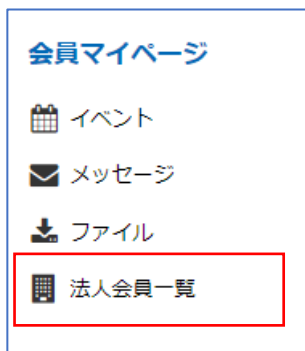 会員マイページ
イベント
メッセージ
ファイル
法人会員一覧